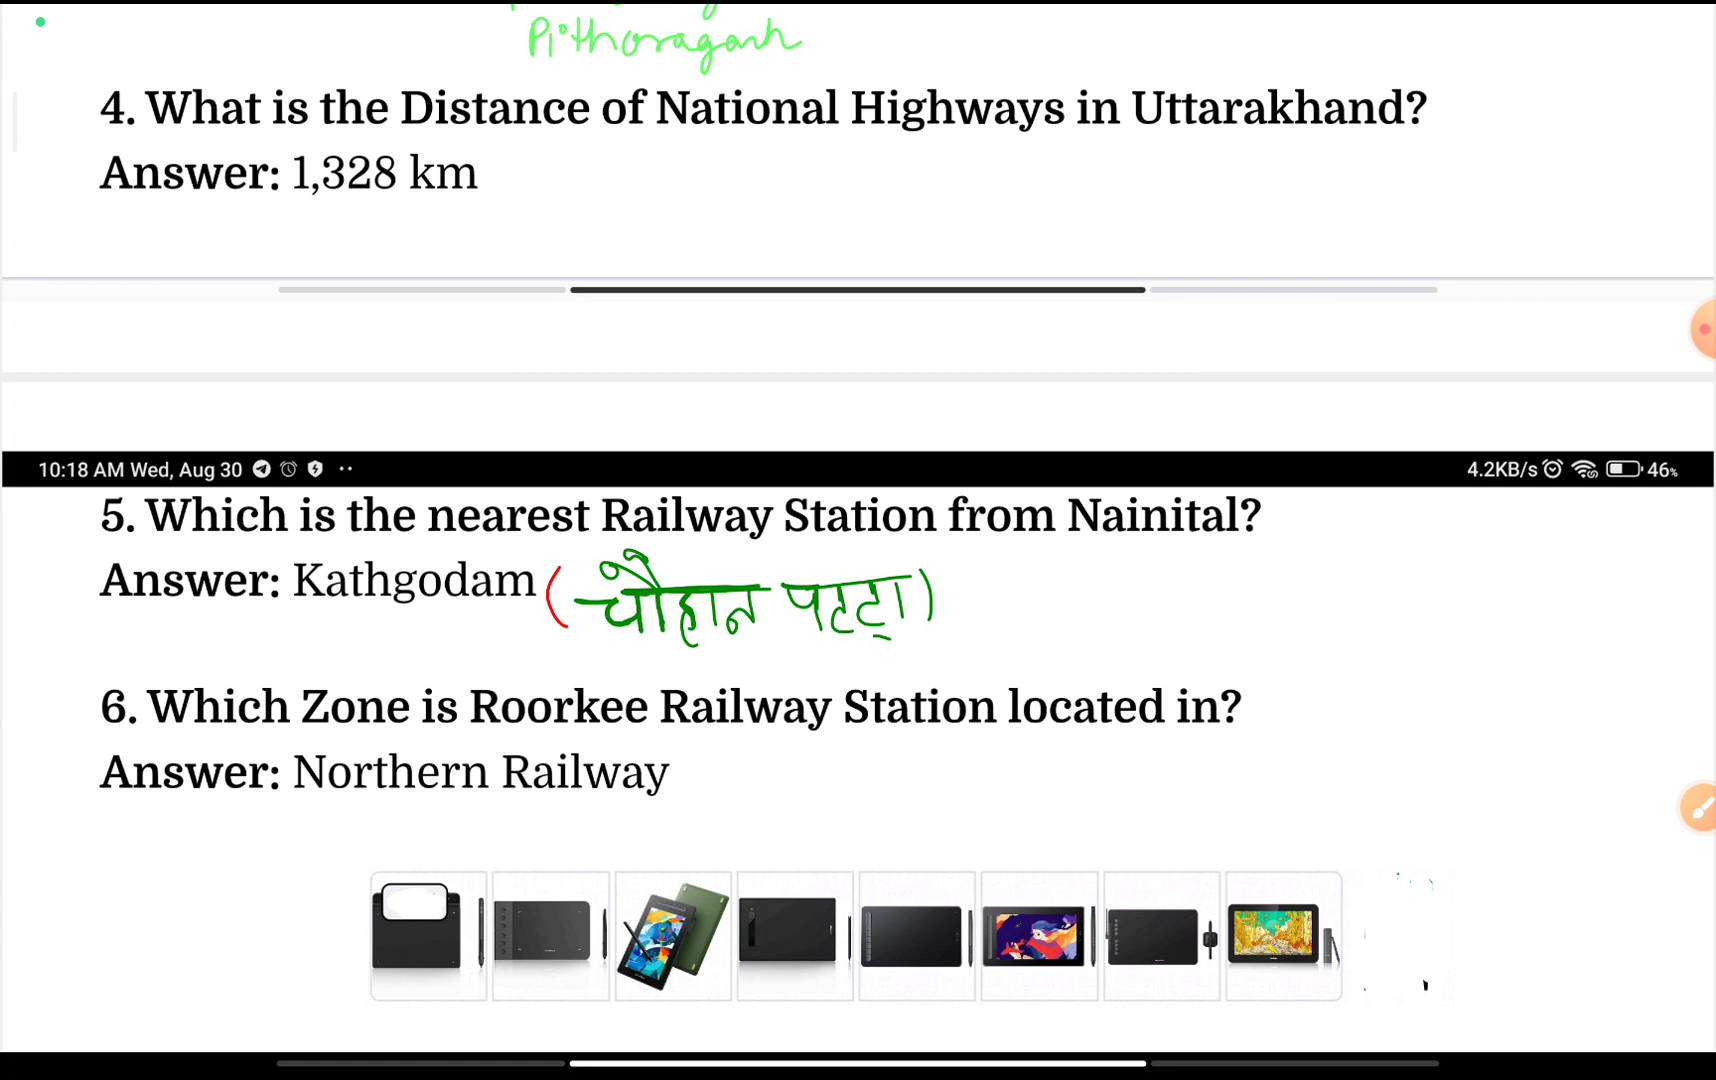 Pithoragarh
4. What is the Distance of National Highways in Uttarakhand?
Answer: 1,328 km
10:18 AM Wed, Aug 30 4.2KB/s 46%
5. Which is the nearest Railway Station from Nainital?
Answer: Kathgodam (चौहान पट्टा)
6. Which Zone is Roorkee Railway Station located in?
Answer: Northern Railway